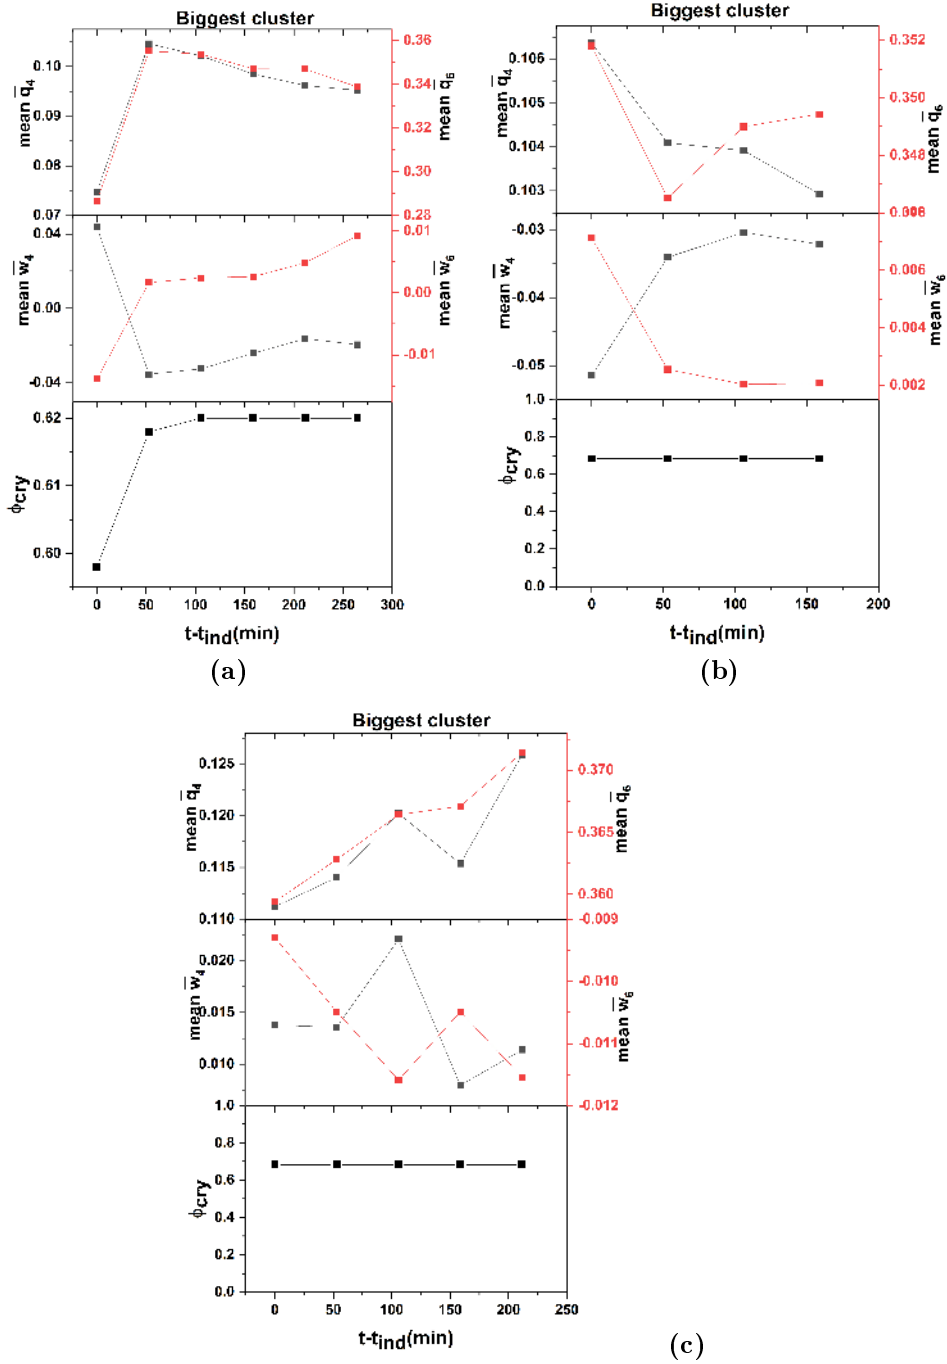 Biggest cluster
mean q̅4
0.10
0.09
0.08
0.07
0.36
0.34
0.32
0.30
0.28
mean q̅6
mean w̅4
0.04
0.00
-0.04
0.01
0.00
-0.01
mean w̅6
ϕcry
0.62
0.61
0.60
0 50 100 150 200 250 300
t-tind(min)
(a)
Biggest cluster
mean q̅4
0.106
0.105
0.104
0.103
0.352
0.350
0.348
mean q̅6
mean w̅4
-0.03
-0.04
-0.05
0.006
0.004
0.002
mean w̅6
ϕcry
1.0
0.8
0.6
0.4
0.2
0.0
0 50 100 150 200
t-tind(min)
(b)
Biggest cluster
mean q̅4
0.125
0.120
0.115
0.110
0.370
0.365
0.360
mean q̅6
mean w̅4
0.020
0.015
0.010
-0.009
-0.010
-0.011
-0.012
mean w̅6
ϕcry
1.0
0.8
0.6
0.4
0.2
0.0
0 50 100 150 200 250
t-tind(min)
(c)